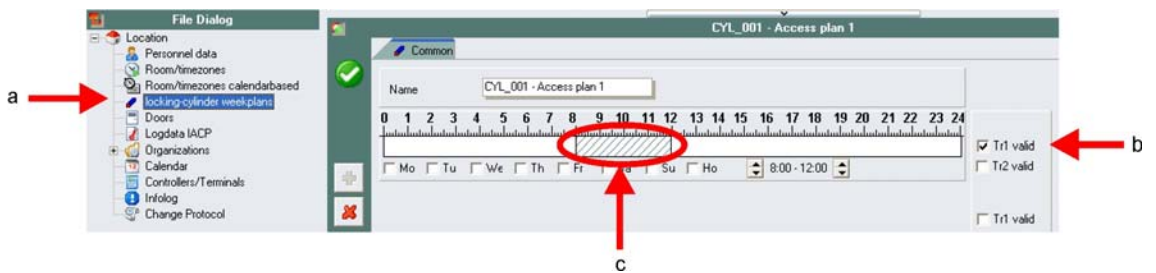 File Dialog
Location
Personnel data
Room/timezones
Room/timezones calendarbased
locking-cylinder weekplans
Doors
Logdata IACP
Organizations
Calendar
Controllers/Terminals
Infolog
Change Protocol
a
CYL_001 - Access plan 1
Common
Name CYL_001 - Access plan 1
0 1 2 3 4 5 6 7 8 9 10 11 12 13 14 15 16 17 18 19 20 21 22 23 24
Mo Tu We Th Fr Su Ho 8:00 - 12:00
Tr1 valid
Tr2 valid
Tr1 valid
b
c